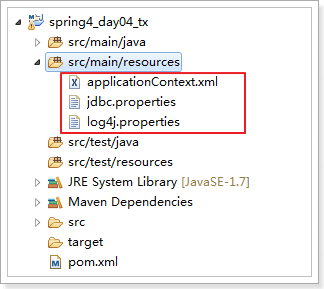 spring4_day04_tx
src/main/java
src/main/resources
applicationContext.xml
jdbc.properties
log4j.properties
src/test/java
src/test/resources
JRE System Library [JavaSE-1.7]
Maven Dependencies
src
target
pom.xml